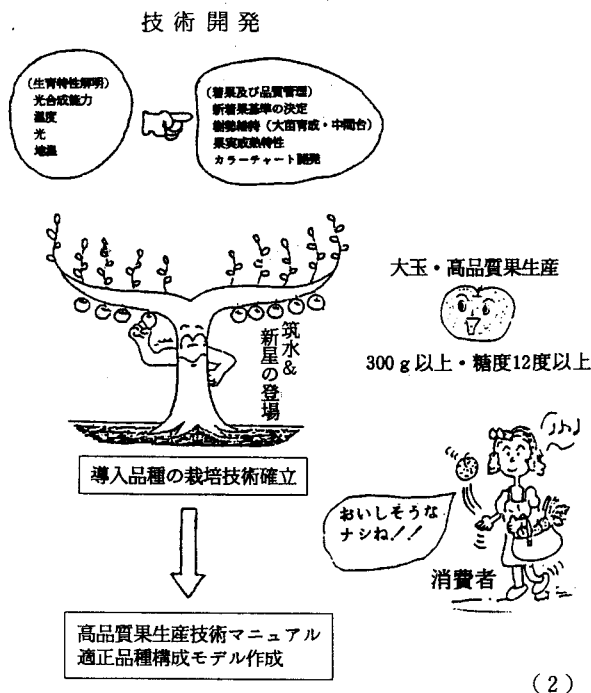 技術開発
(生育特性解明)
光合成能力
温度
光
地温
(着果及び品質管理)
新着果基準の決定
樹勢維持(大苗育成・中間台)
果実成熟特性
カラーチャート開発
大玉・高品質果生産
300g以上・糖度12度以上
筑水&
新星の登場
導入品種の栽培技術確立
おいしそうな
ナシね!!
消費者
高品質果生産技術マニュアル
適正品種構成モデル作成
(2)